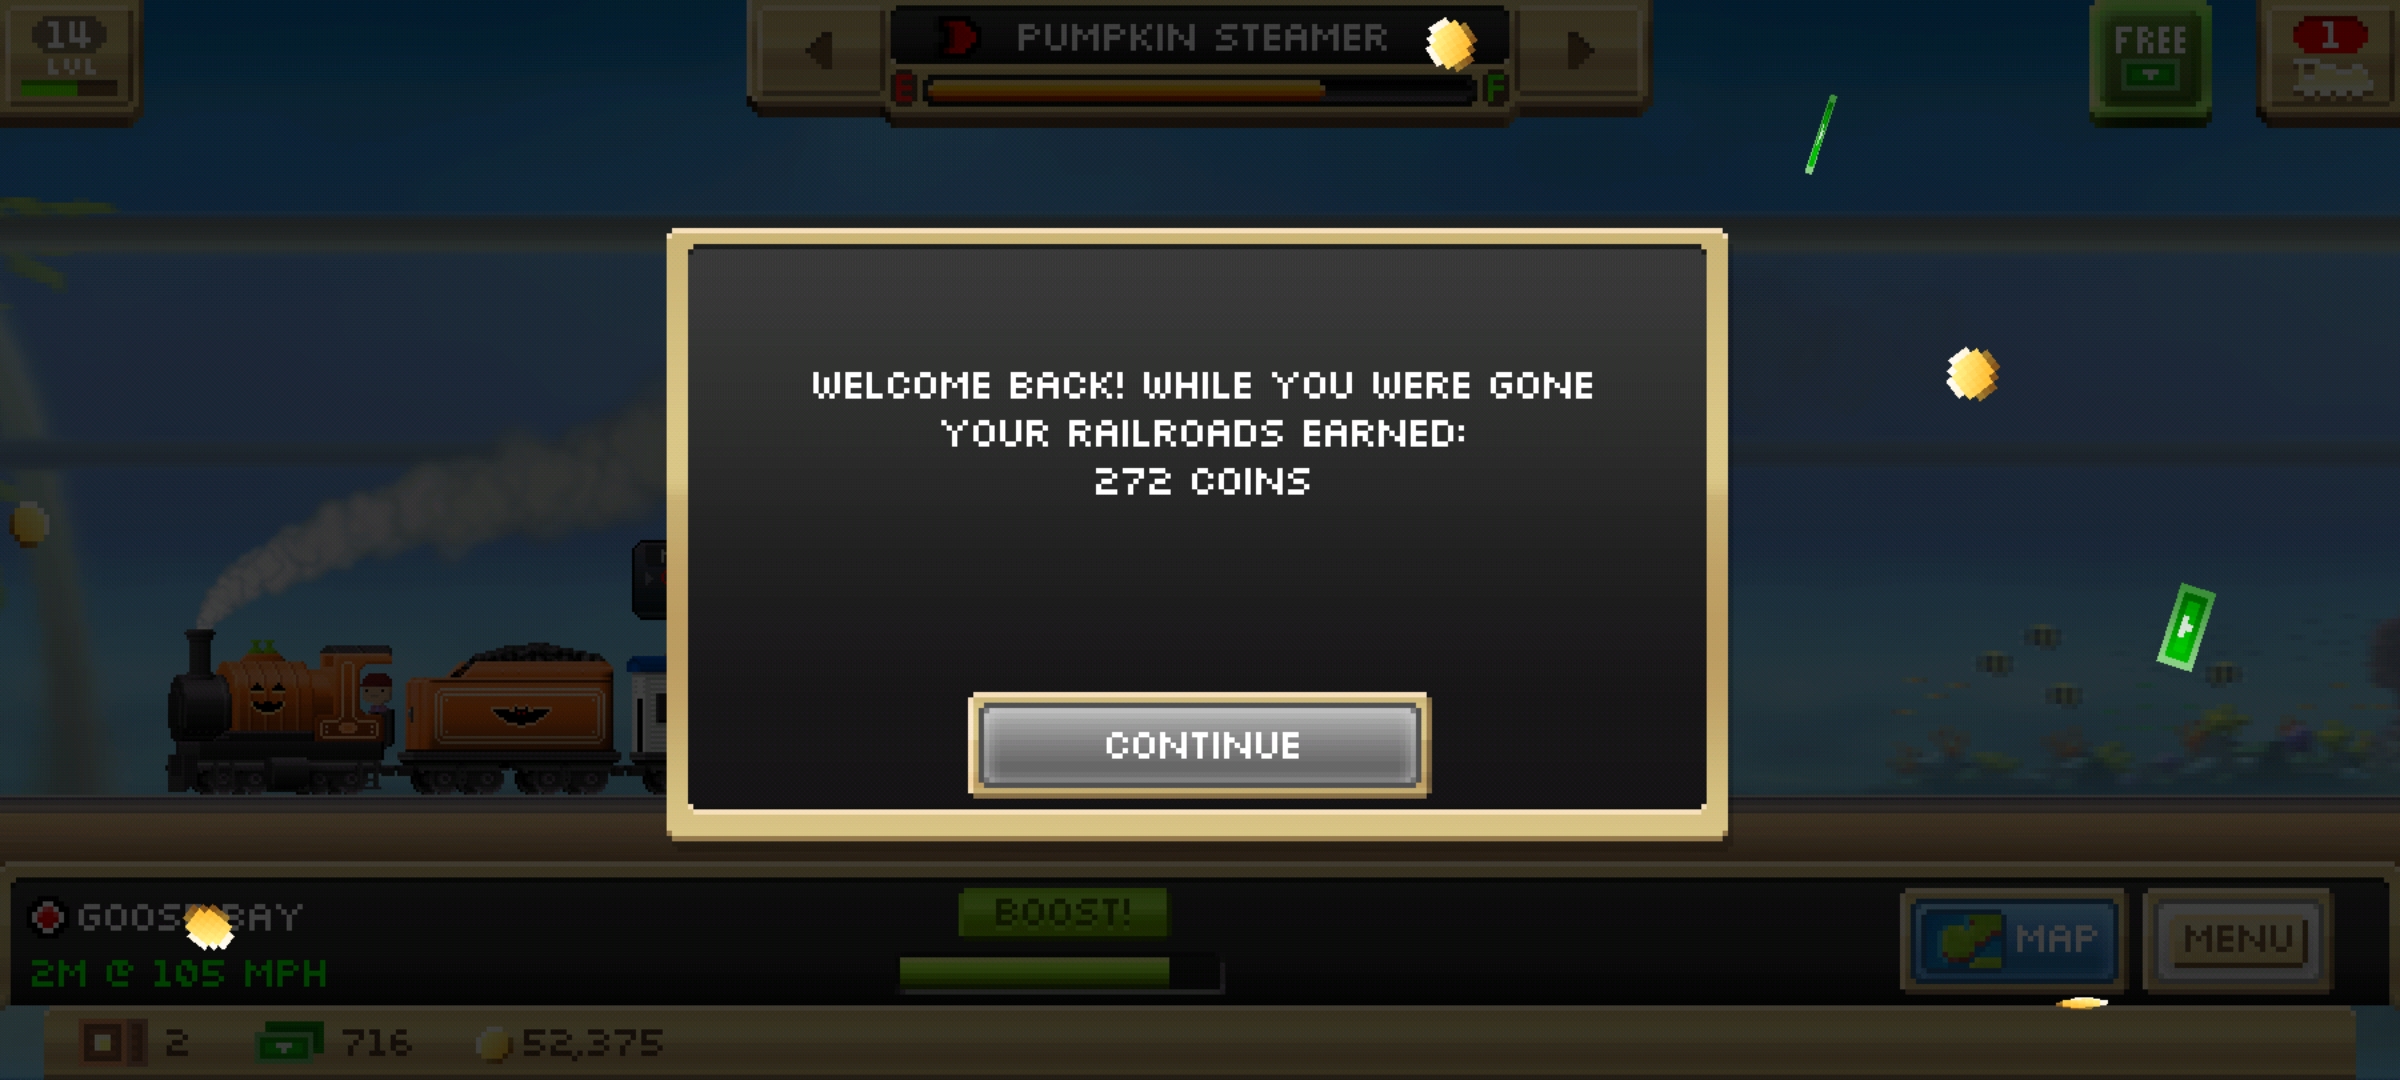 14
LVL
PUMPKIN STEAMER
E
F
FREE
1
WELCOME BACK! WHILE YOU WERE GONE
YOUR RAILROADS EARNED:
272 COINS
CONTINUE
BAY
2M @ 105 MPH
BOOST!
MAP
MENU
2
716
52,375